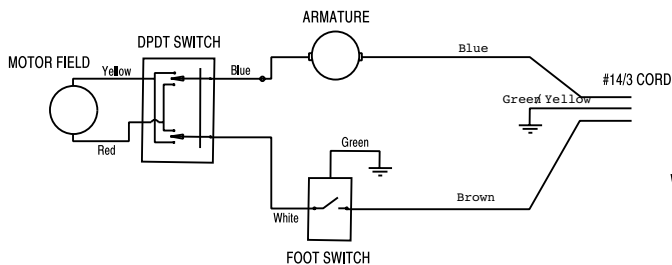 ARMATURE
DPDT SWITCH
MOTOR FIELD
Yellow
Blue
Blue
#14/3 CORD
Green/Yellow
Red
Green
White
Brown
FOOT SWITCH